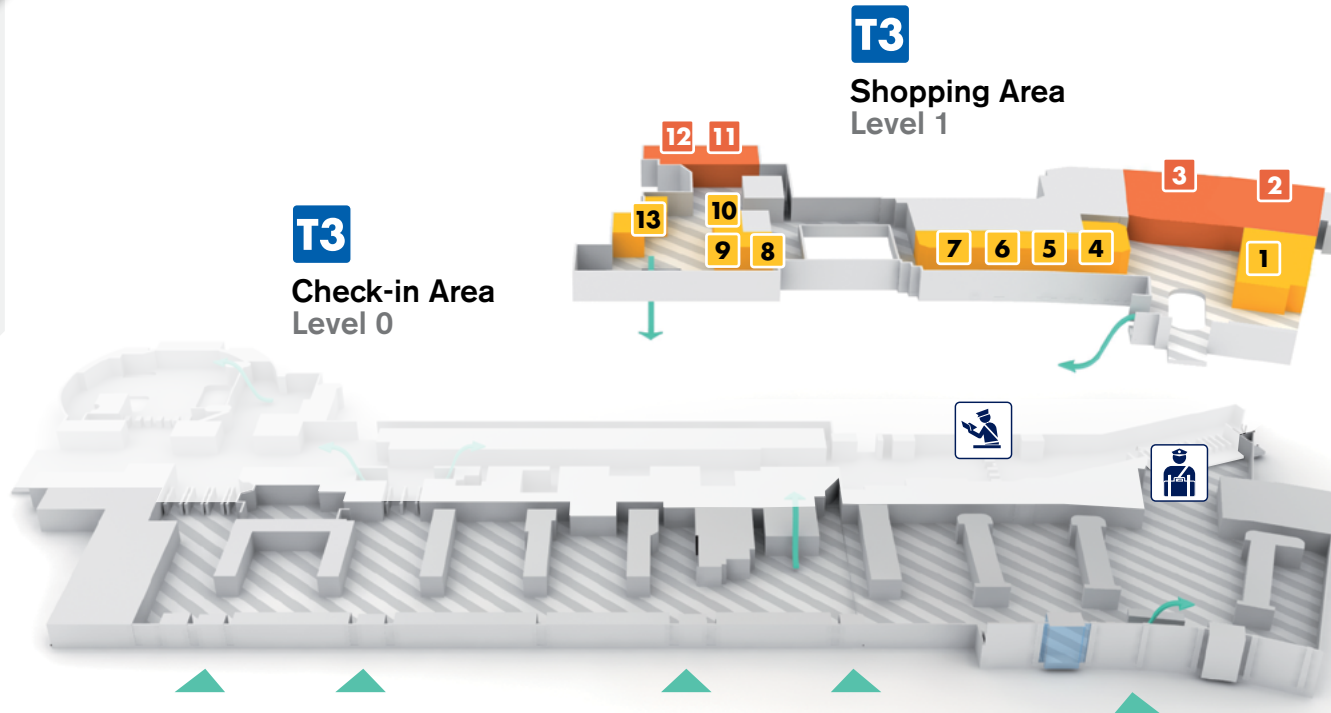 T3
Shopping Area
Level 1
12 11
3
2
13
10
9
8
7
6
5
4
1
T3
Check-in Area
Level 0